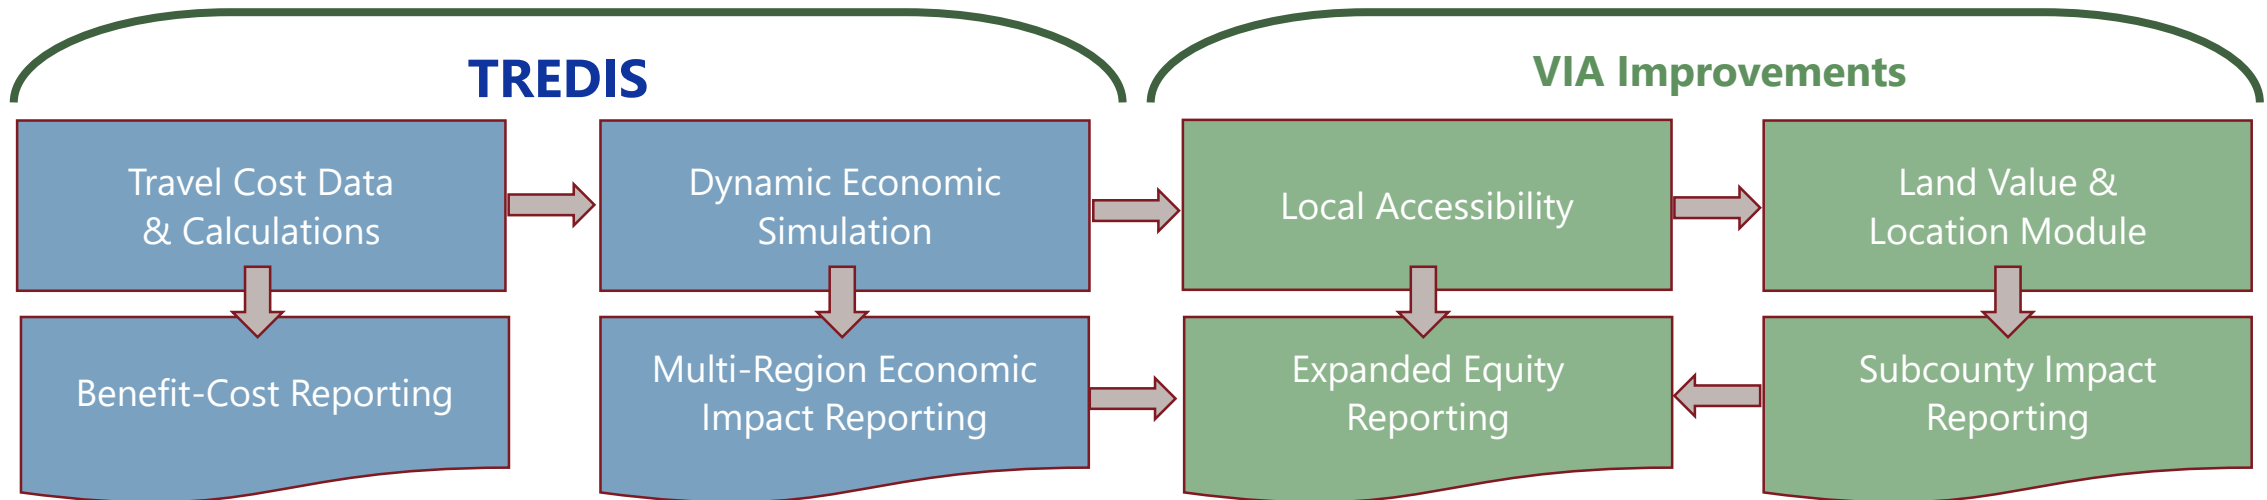 TREDIS
VIA Improvements
Travel Cost Data
& Calculations
Dynamic Economic
Simulation
Local Accessibility
Land Value &
Location Module
Benefit-Cost Reporting
Multi-Region Economic
Impact Reporting
Expanded Equity
Reporting
Subcounty Impact
Reporting